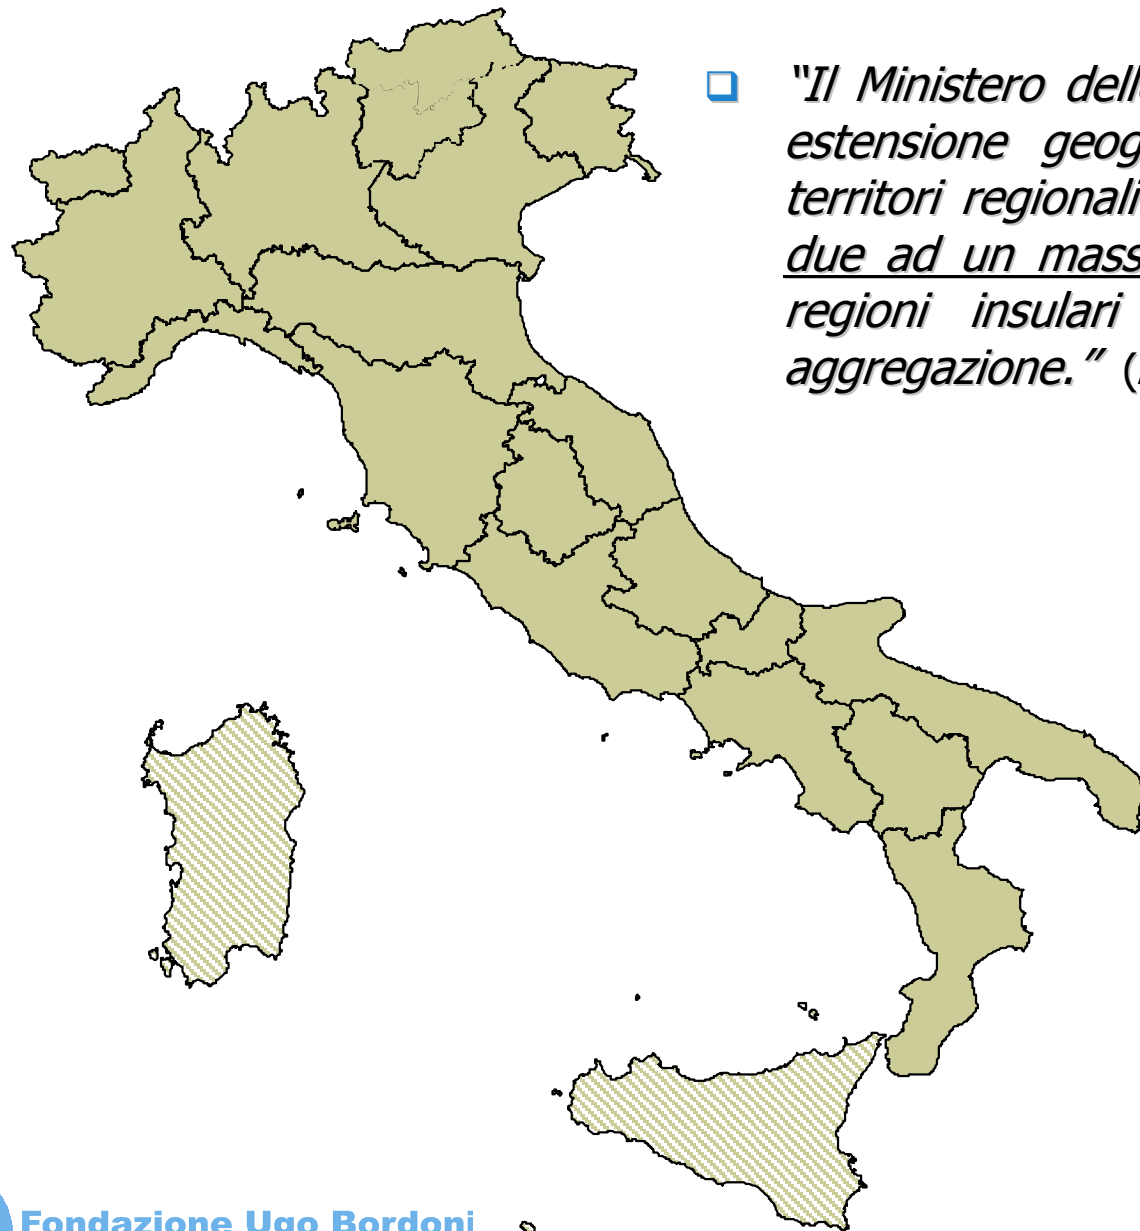 “Il Ministero dell
estensione geog
territori regionali
due ad un mass
regioni insulari
aggregazione.” (
Fondazione Ugo Bordoni